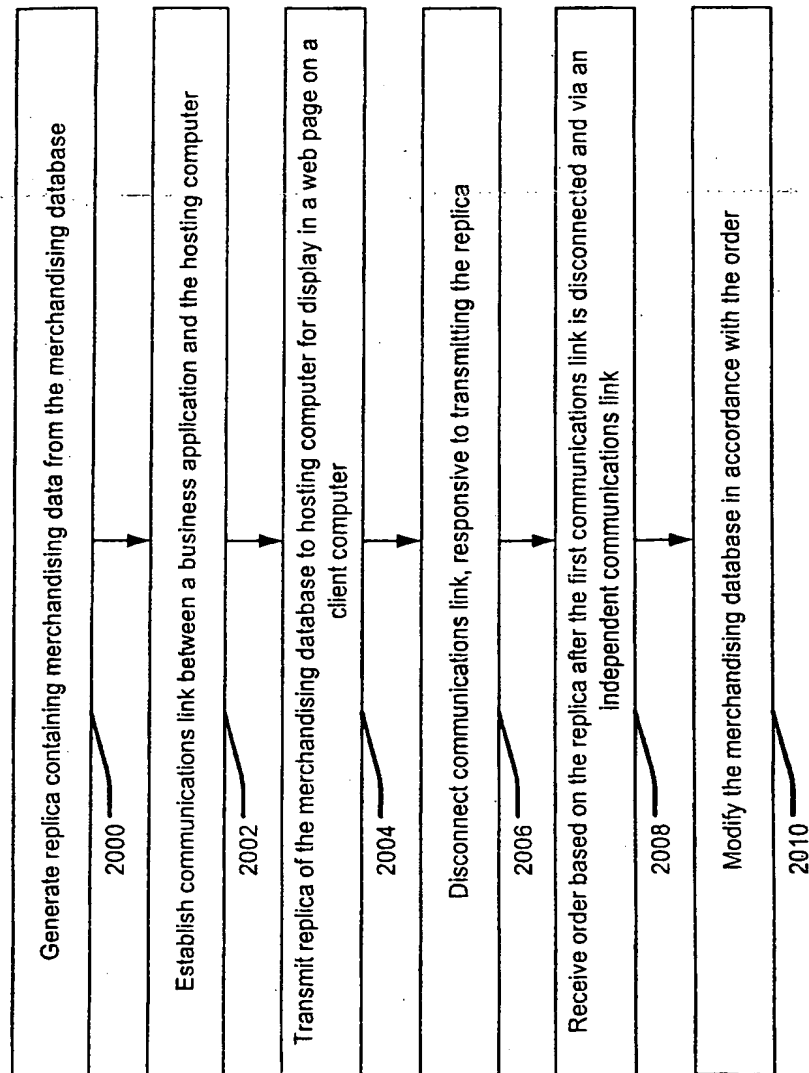 Generate replica containing merchandising data from the merchandising database
2000
Establish communications link between a business application and the hosting computer
2002
Transmit replica of the merchandising database to hosting computer for display in a web page on a
client computer
2004
Disconnect communications link, responsive to transmitting the replica
2006
Receive order based on the replica after the first communications link is disconnected and via an
independent communications link
2008
Modify the merchandising database in accordance with the order
2010